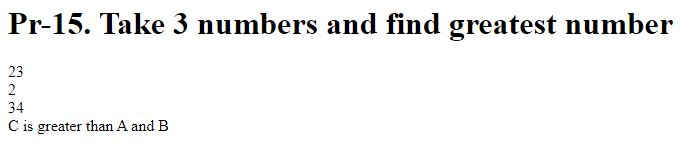 Pr-15. Take 3 numbers and find greatest number
23
2
34
C is greater than A and B